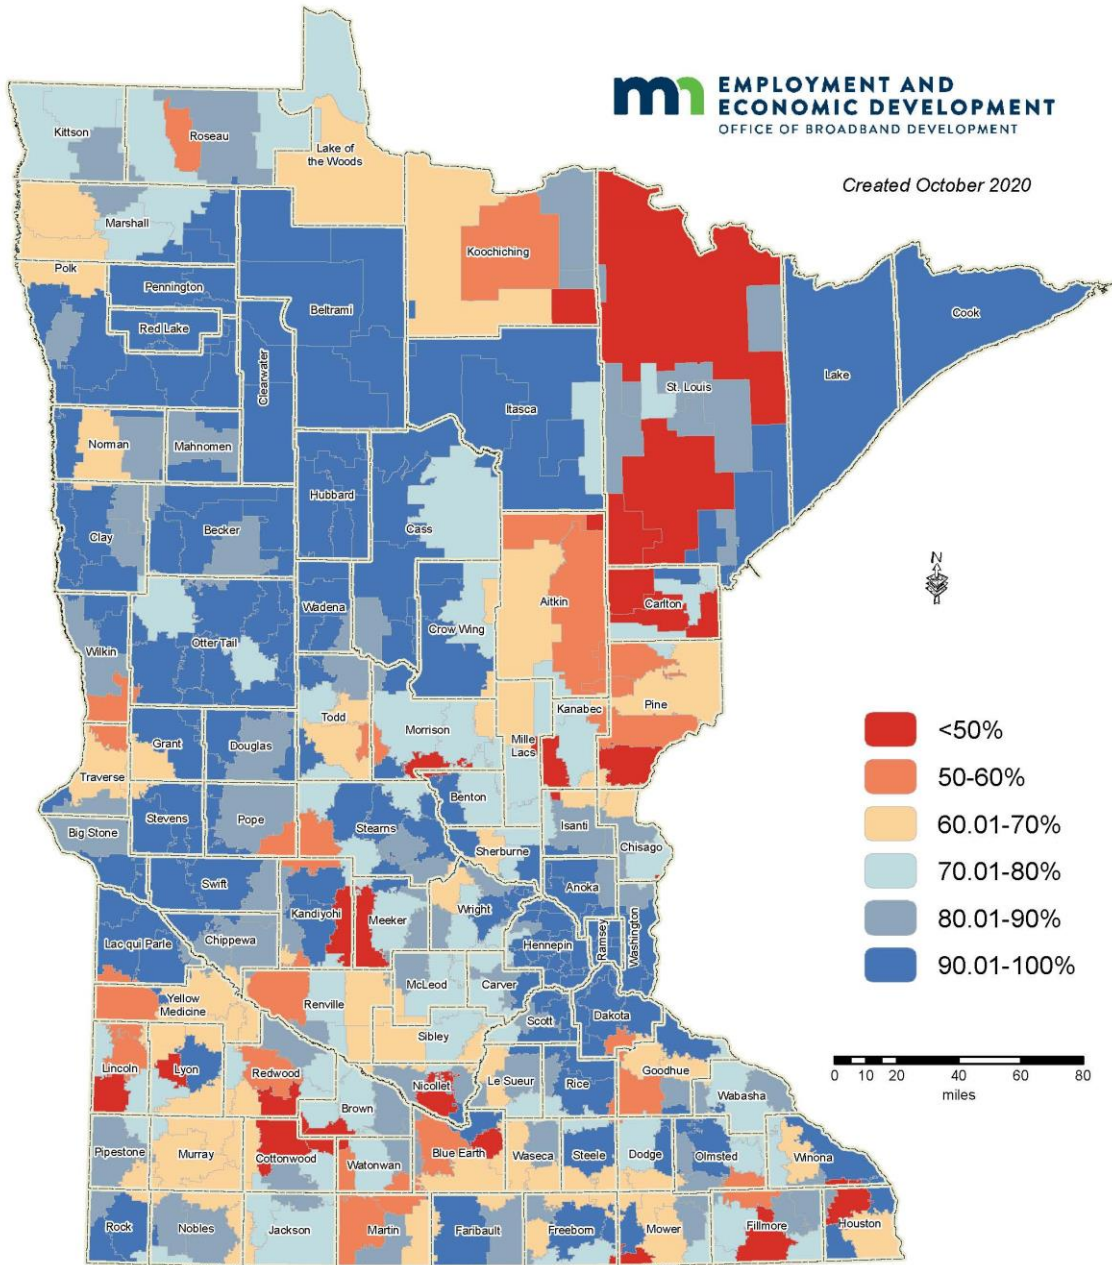 mn EMPLOYMENT AND
ECONOMIC DEVELOPMENT
OFFICE OF BROADBAND DEVELOPMENT
Created October 2020
Kittson
Roseau
Lake of
the Woods
Marshall
Koochiching
Polk
Pennington
Beltrami
Cook
Red Lake
Clearwater
Lake
St. Louis
Itasca
Norman
Mahnomen
Hubbard
Cass
Clay
Becker
N
Wadena
Crow Wing
Aitkin
Carlton
Wilkin
Otter Tail
Pine
Kanabec
Todd
Morrison
Mille
Lacs
Grant
Douglas
Traverse
Benton
Stevens
Pope
Stearns
Isanti
Big Stone
Sherburne
Chisago
Swift
Anoka
Kandiyohi
Meeker
Wright
Ramsey
Washington
Lac qui Parle
Chippewa
Hennepin
McLeod
Carver
Yellow
Medicine
Renville
Scott
Dakota
Sibley
Lincoln
Lyon
Redwood
Nicollet
Le Sueur
Rice
Goodhue
Wabasha
Brown
Pipestone
Murray
Cottonwood
Watonwan
Blue Earth
Waseca
Steele
Dodge
Olmsted
Winona
Rock
Nobles
Jackson
Martin
Faribault
Freeborn
Mower
Fillmore
Houston
<50%
50-60%
60.01-70%
70.01-80%
80.01-90%
90.01-100%
0 10 20 40 60 80
miles